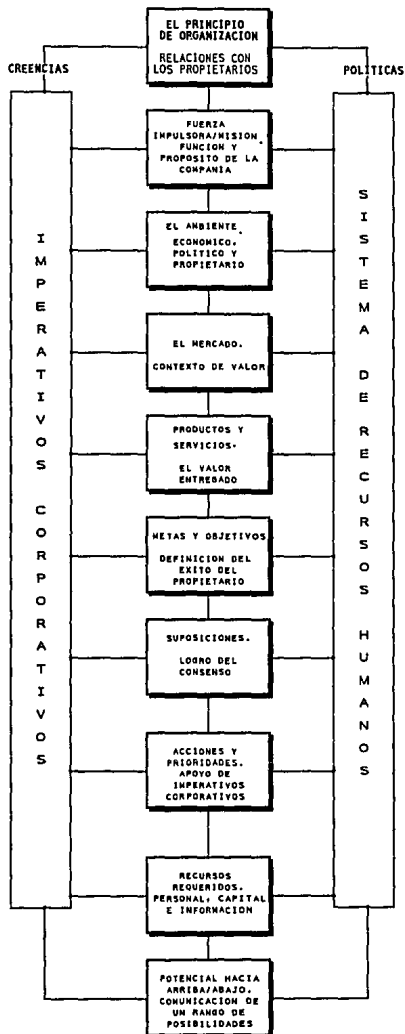 EL PRINCIPIO
DE ORGANIZACION
RELACIONES CON
LOS PROPIETARIOS
CREENCIAS
POLITICAS
IMPERATIVOS CORPORATIVOS
SISTEMA DE RECURSOS HUMANOS
FUERZA
IMPULSORA/MISION.
FUNCION Y
PROPOSITO DE LA
COMPAÑIA
EL AMBIENTE.
ECONOMICO.
POLITICO Y
PROPIETARIO
EL MERCADO.
CONTEXTO DE VALOR
PRODUCTOS Y
SERVICIOS.
EL VALOR
ENTREGADO
METAS Y OBJETIVOS
DEFINICION DEL
EXITO DEL
PROPIETARIO
SUPOSICIONES.
LOGRO DEL
CONSENSO
ACCIONES Y
PRIORIDADES.
APOYO DE
IMPERATIVOS
CORPORATIVOS
RECURSOS
REQUERIDOS.
PERSONAL, CAPITAL
E INFORMACION
POTENCIAL HACIA
ARRIBA/ABAJO.
COMUNICACION DE
UN RANGO DE
POSIBILIDADES